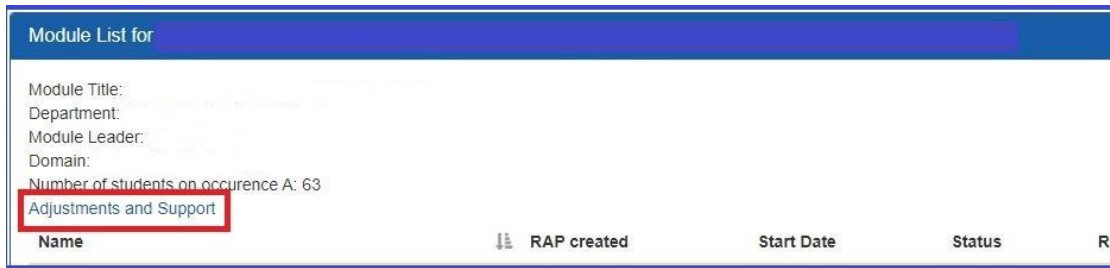 Module List for
Module Title:
Department:
Module Leader:
Domain:
Number of students on occurence A: 63
Adjustments and Support
Name RAP created Start Date Status R